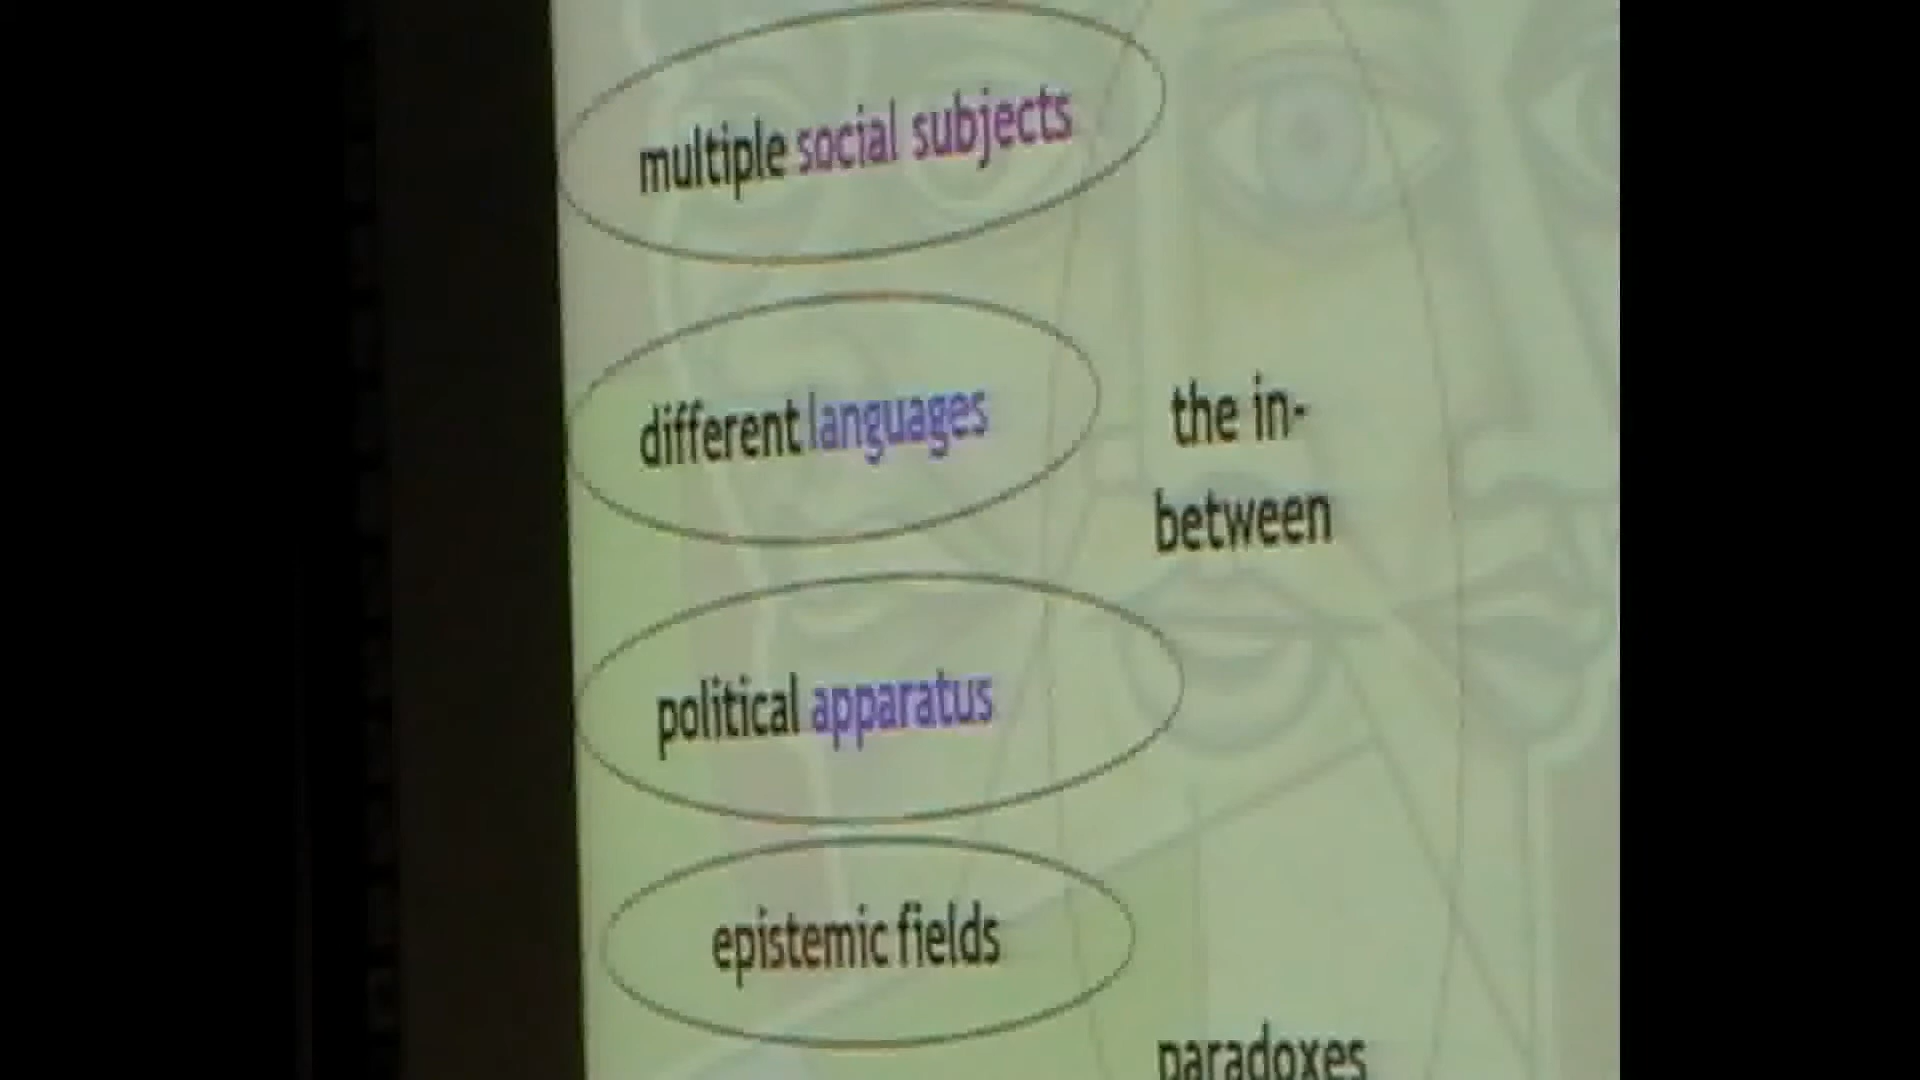 multiple social subjects
different languages
the in-
between
political apparatus
epistemic fields
paradoxes